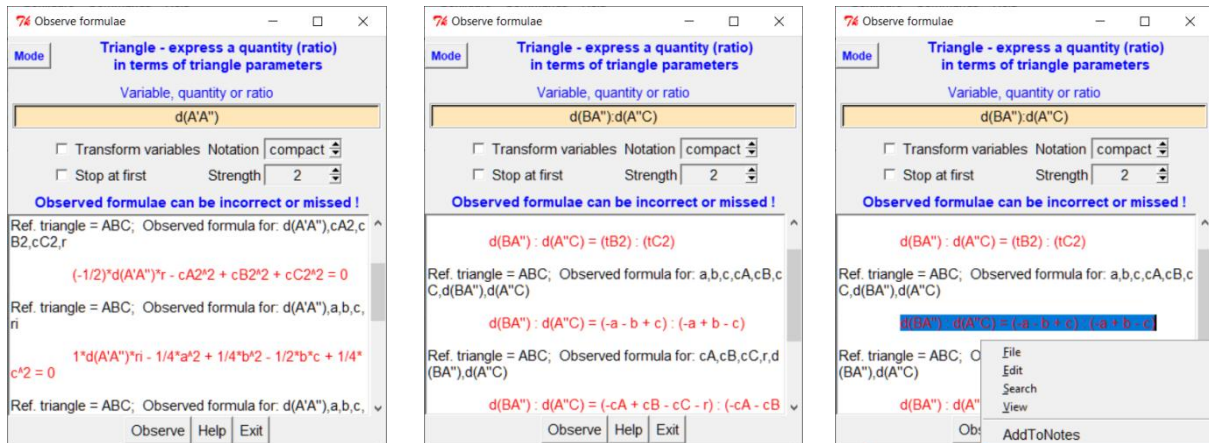 Observe formulae
Mode
Triangle - express a quantity (ratio)
in terms of triangle parameters
Variable, quantity or ratio
d(A'A'')
Transform variables Notation compact
Stop at first Strength 2
Observed formulae can be incorrect or missed !
Ref. triangle = ABC; Observed formula for: d(A'A''),cA2,c
B2,cC2,r
(-1/2)*d(A'A'')*r - cA2^2 + cB2^2 + cC2^2 = 0
Ref. triangle = ABC; Observed formula for: d(A'A''),a,b,c,
ri
1*d(A'A'')*ri - 1/4*a^2 + 1/4*b^2 - 1/2*b*c + 1/4*
c^2 = 0
Ref. triangle = ABC; Observed formula for: d(A'A''),a,b,c,
Observe Help Exit
Observe formulae
Mode
Triangle - express a quantity (ratio)
in terms of triangle parameters
Variable, quantity or ratio
d(BA''):d(A''C)
Transform variables Notation compact
Stop at first Strength 2
Observed formulae can be incorrect or missed !
d(BA'') : d(A''C) = (tB2) : (tC2)
Ref. triangle = ABC; Observed formula for: a,b,c,cA,cB,c
C,d(BA''),d(A''C)
d(BA'') : d(A''C) = (-a - b + c) : (-a + b - c)
Ref. triangle = ABC; Observed formula for: cA,cB,cC,r,d
(BA''),d(A''C)
d(BA'') : d(A''C) = (-cA + cB - cC - r) : (-cA - cB
Observe Help Exit
Observe formulae
Mode
Triangle - express a quantity (ratio)
in terms of triangle parameters
Variable, quantity or ratio
d(BA''):d(A''C)
Transform variables Notation compact
Stop at first Strength 2
Observed formulae can be incorrect or missed !
d(BA'') : d(A''C) = (tB2) : (tC2)
Ref. triangle = ABC; Observed formula for: a,b,c,cA,cB,c
C,d(BA''),d(A''C)
d(BA'') : d(A''C) = (-a - b + c) : (-a + b - c)
Ref. triangle = ABC; O
(BA''),d(A''C)
d(BA'') : d(A''
Obs
File
Edit
Search
View
AddToNotes